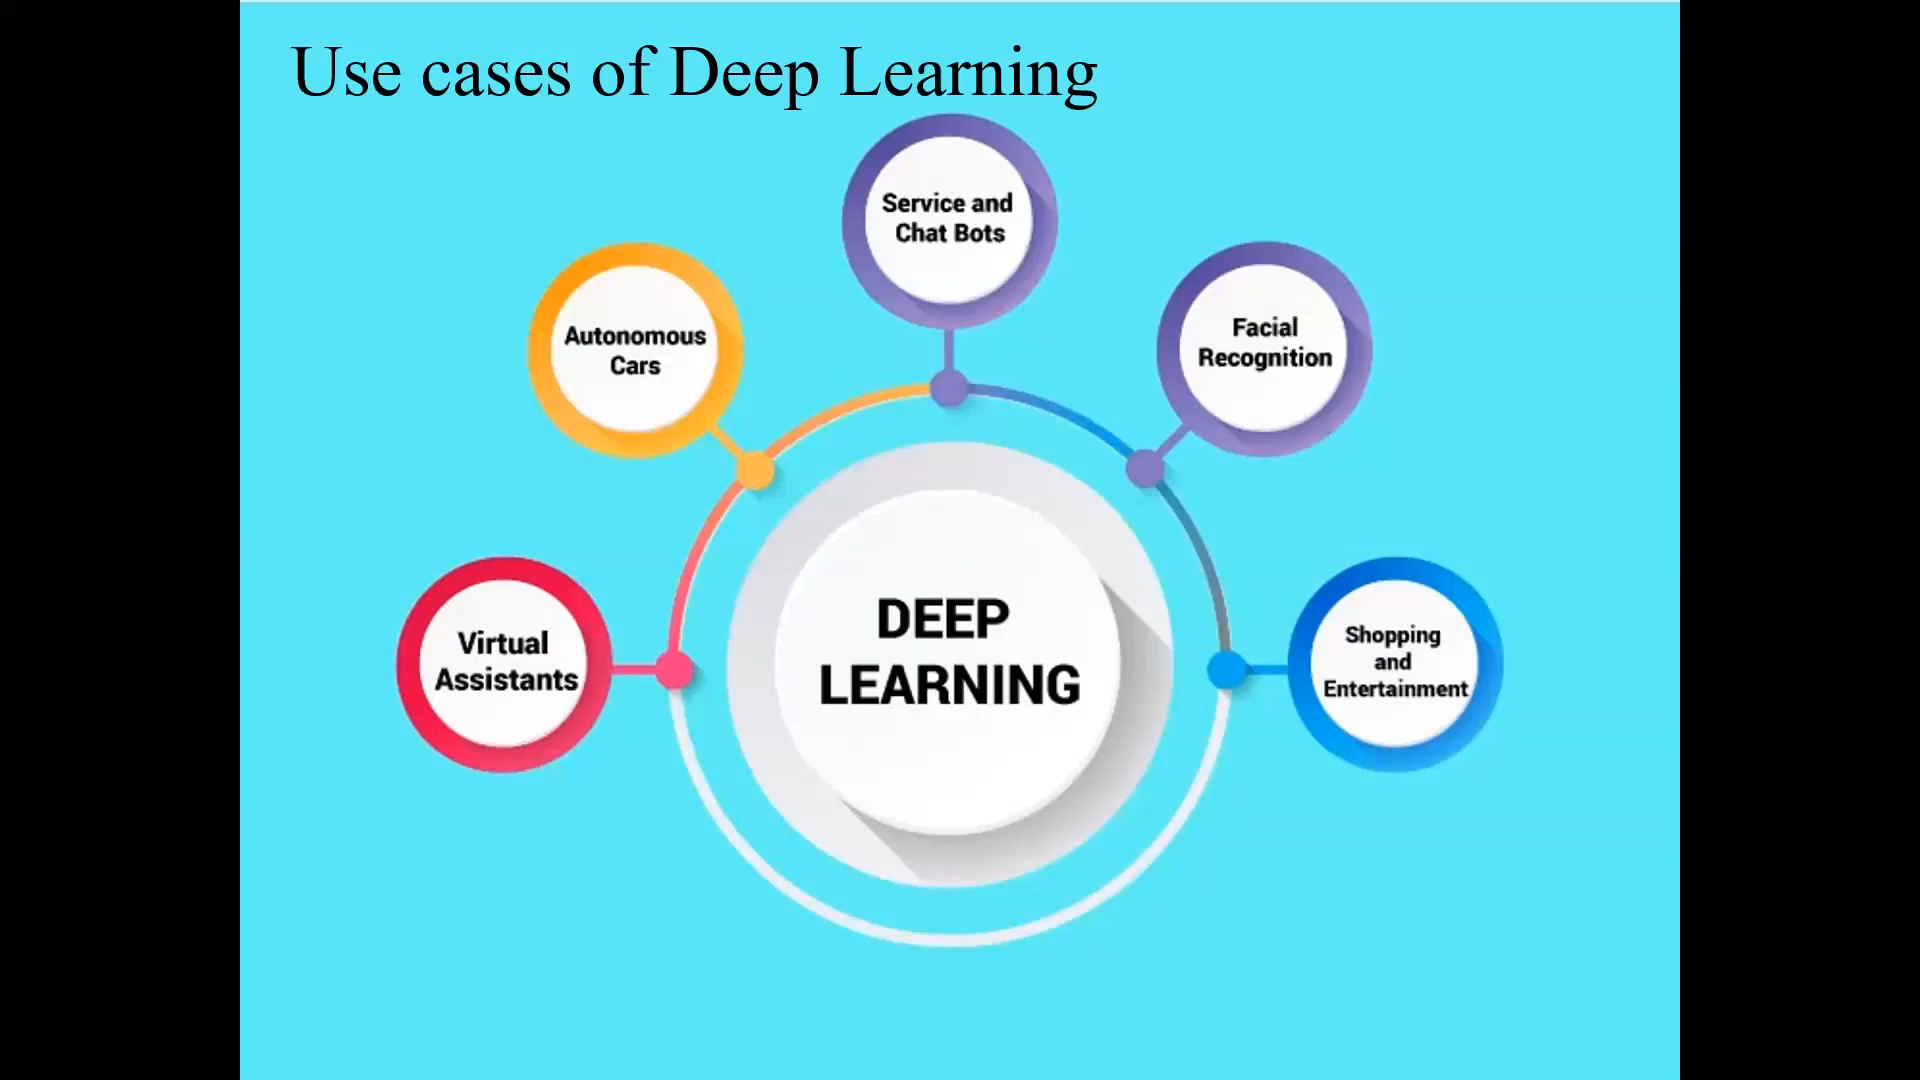 Use cases of Deep Learning
Service and
Chat Bots
Autonomous
Cars
Facial
Recognition
Virtual
Assistants
DEEP
LEARNING
Shopping
and
Entertainment